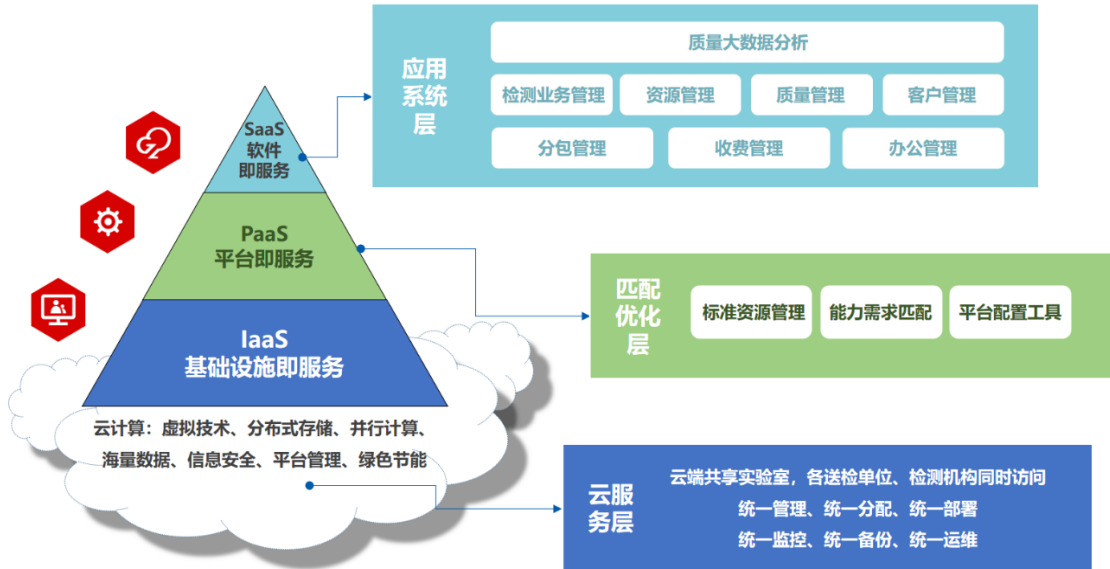 SaaS
软件
即服务
PaaS
平台即服务
IaaS
基础设施即服务
云计算：虚拟技术、分布式存储、并行计算、
海量数据、信息安全、平台管理、绿色节能
应用
系统
层
质量大数据分析
检测业务管理 资源管理 质量管理 客户管理
分包管理 收费管理 办公管理
匹配
优化
层
标准资源管理 能力需求匹配 平台配置工具
云服
务层
云端共享实验室，各送检单位、检测机构同时访问
统一管理、统一分配、统一部署
统一监控、统一备份、统一运维